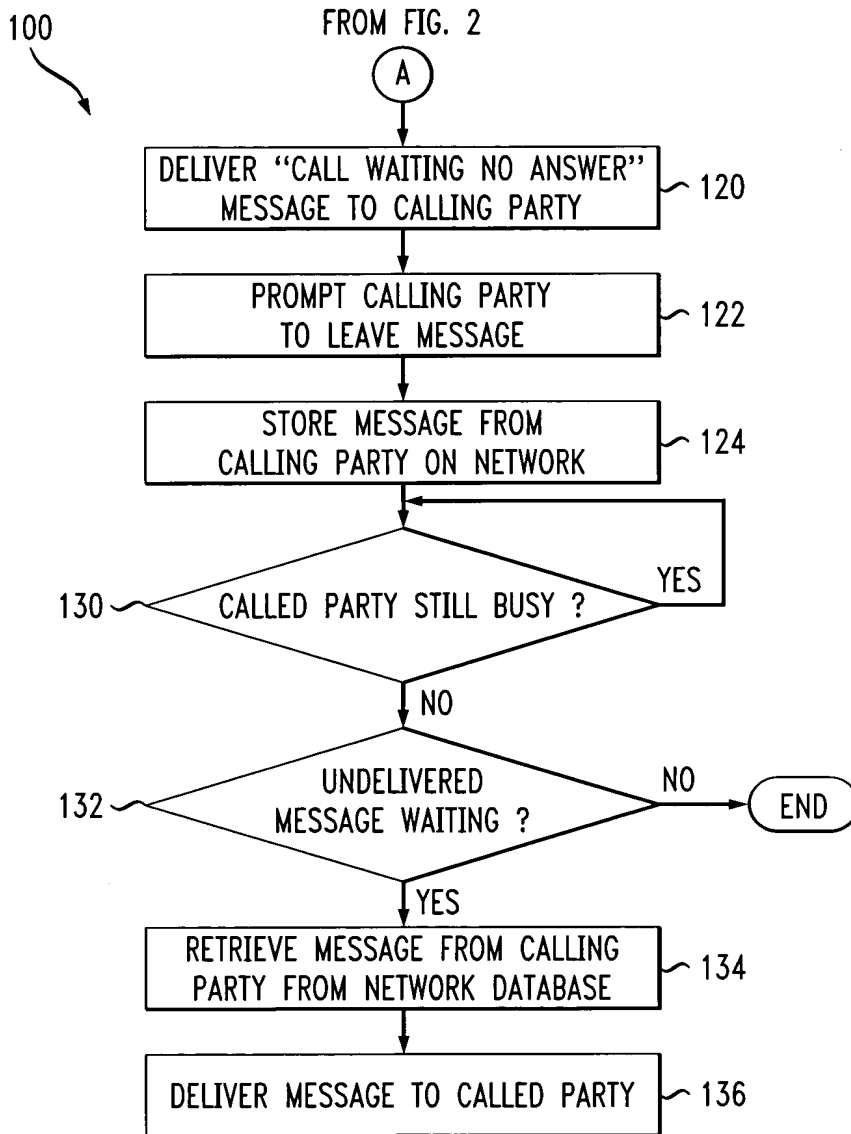 100
FROM FIG. 2
A
DELIVER “CALL WAITING NO ANSWER”
MESSAGE TO CALLING PARTY
120
PROMPT CALLING PARTY
TO LEAVE MESSAGE
122
STORE MESSAGE FROM
CALLING PARTY ON NETWORK
124
130
CALLED PARTY STILL BUSY ?
YES
NO
132
UNDELIVERED
MESSAGE WAITING ?
NO
END
YES
RETRIEVE MESSAGE FROM CALLING
PARTY FROM NETWORK DATABASE
134
DELIVER MESSAGE TO CALLED PARTY
136